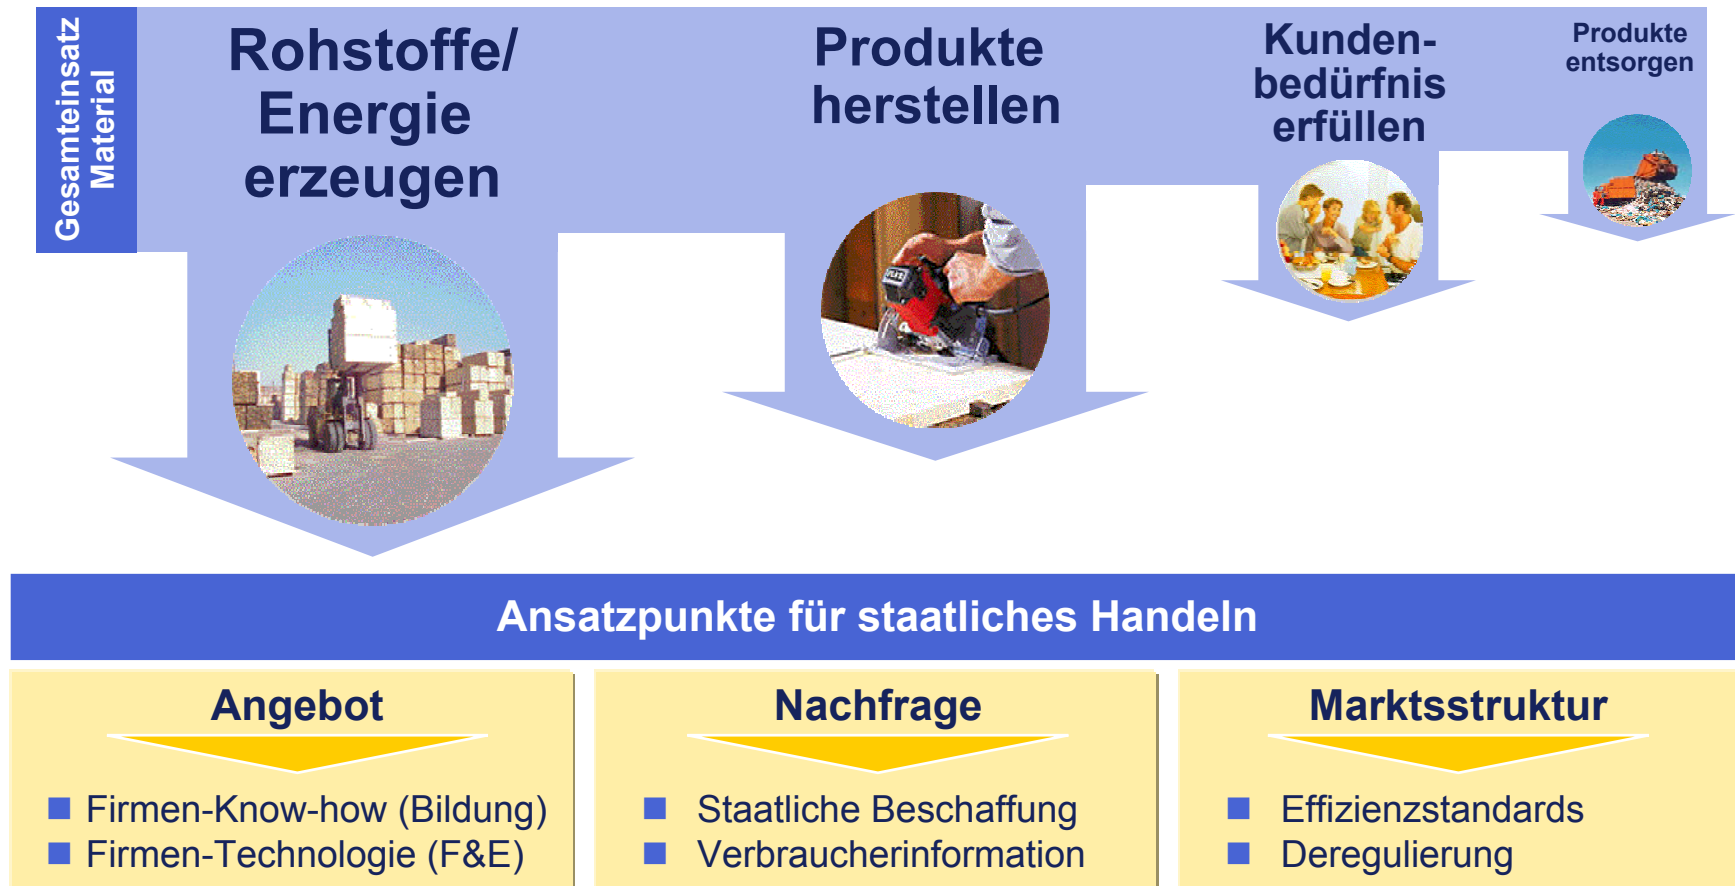 Gesamteinsatz
Material
Rohstoffe/
Energie
erzeugen
Produkte
herstellen
Kunden-
bedürfnis
erfüllen
Produkte
entsorgen
FLEX
Ansatzpunkte für staatliches Handeln
Angebot
Firmen-Know-how (Bildung)
Firmen-Technologie (F&E)
Nachfrage
Staatliche Beschaffung
Verbraucherinformation
Marktsstruktur
Effizienzstandards
Deregulierung